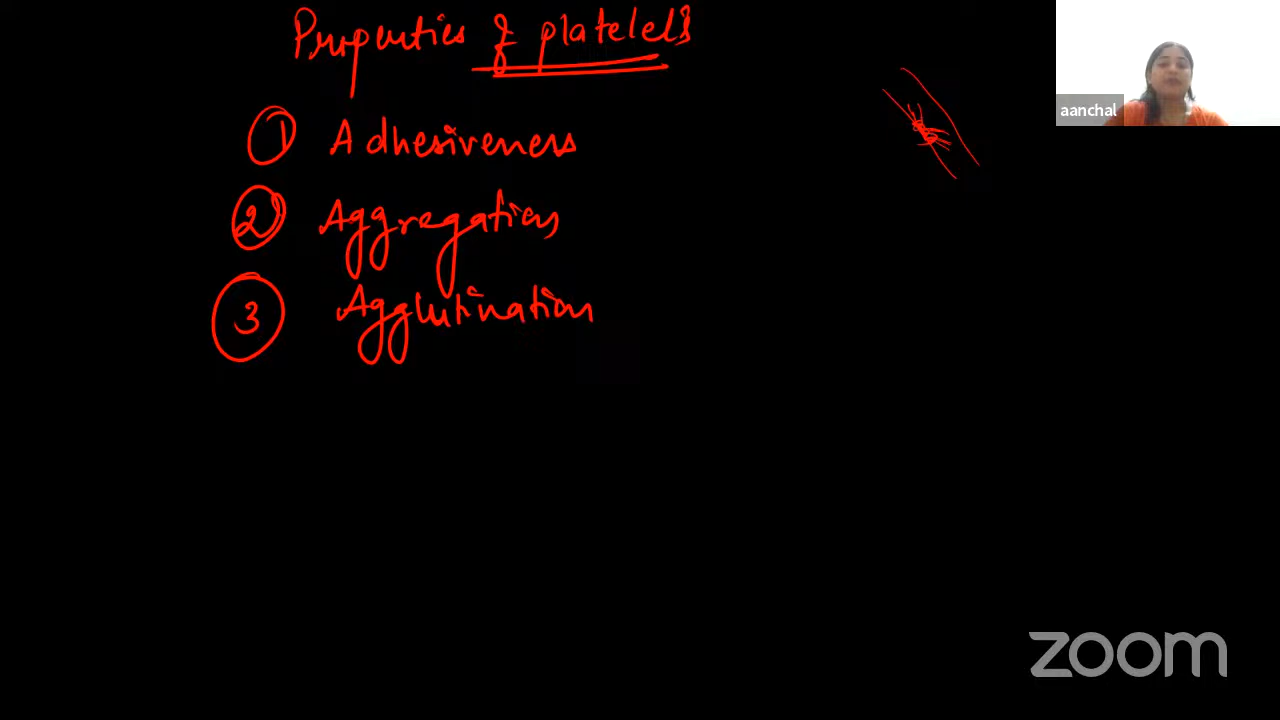 Properties of platelets
aanchal
1 Adhesiveness
2 Aggregation
3 Agglutination
zoom